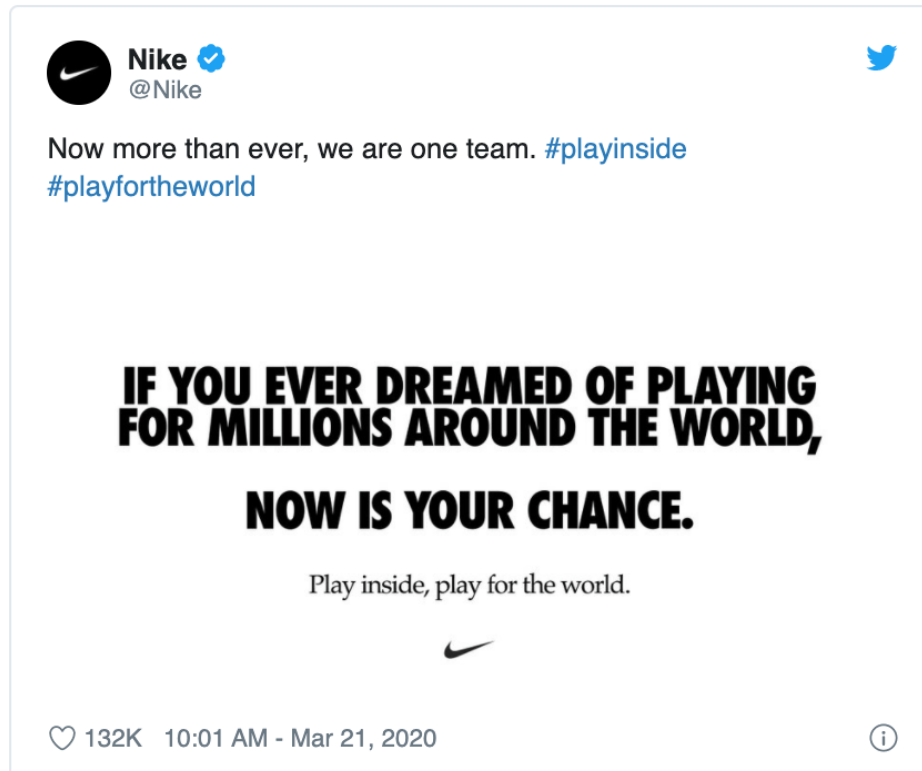 Nike
@Nike
Now more than ever, we are one team. #playinside
#playfortheworld
IF YOU EVER DREAMED OF PLAYING
FOR MILLIONS AROUND THE WORLD,
NOW IS YOUR CHANCE.
Play inside, play for the world.
132K 10:01 AM - Mar 21, 2020